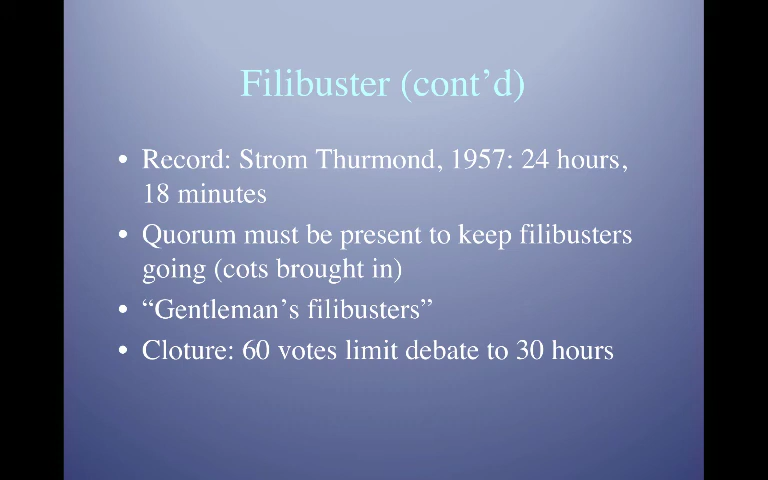 Filibuster (cont’d)
• Record: Strom Thurmond, 1957: 24 hours,
18 minutes
• Quorum must be present to keep filibusters
going (cots brought in)
• “Gentleman’s filibusters”
• Cloture: 60 votes limit debate to 30 hours